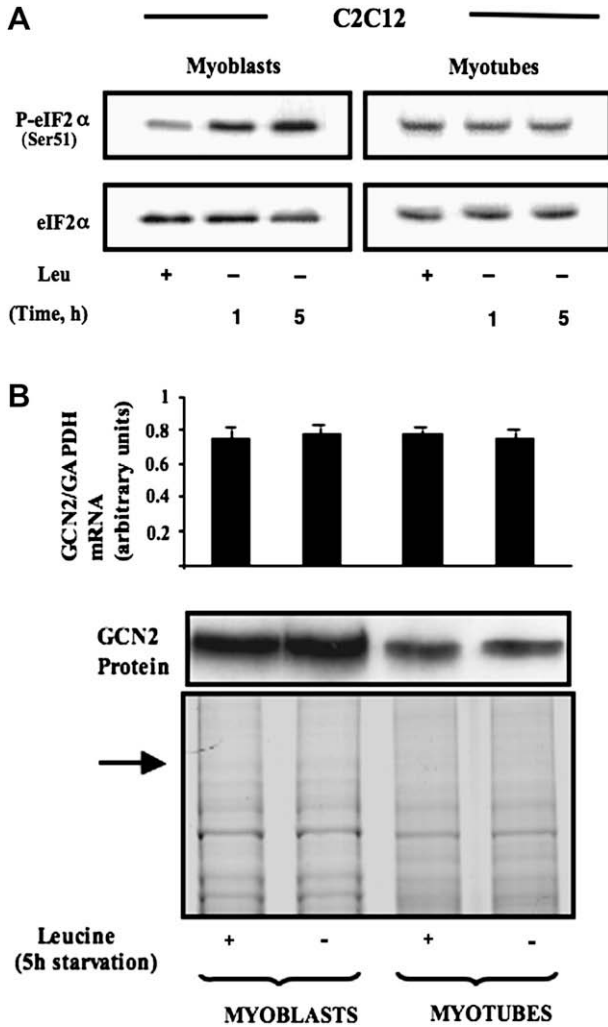 A
C2C12
Myoblasts Myotubes
P-eIF2 α
(Ser51)
eIF2α
Leu + – – + – –
(Time, h) 1 5 1 5
B
GCN2/GAPDH
mRNA
(arbitrary units)
1
0.8
0.6
0.4
0.2
GCN2
Protein
Leucine
(5h starvation)
+ - + -
MYOBLASTS MYOTUBES